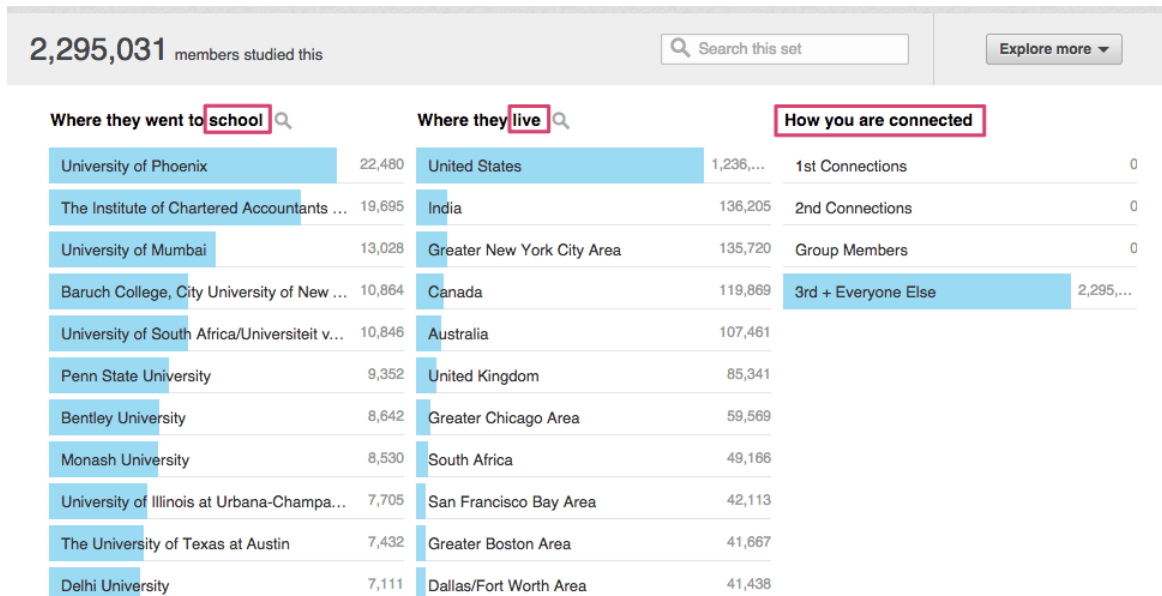 2,295,031 members studied this
Search this set
Explore more
Where they went to school
University of Phoenix 22,480
The Institute of Chartered Accountants ... 19,695
University of Mumbai 13,028
Baruch College, City University of New ... 10,864
University of South Africa/Universiteit v... 10,846
Penn State University 9,352
Bentley University 8,642
Monash University 8,530
University of Illinois at Urbana-Champa... 7,705
The University of Texas at Austin 7,432
Delhi University 7,111
Where they live
United States 1,236,...
India 136,205
Greater New York City Area 135,720
Canada 119,869
Australia 107,461
United Kingdom 85,341
Greater Chicago Area 59,569
South Africa 49,166
San Francisco Bay Area 42,113
Greater Boston Area 41,667
Dallas/Fort Worth Area 41,438
How you are connected
1st Connections 0
2nd Connections 0
Group Members 0
3rd + Everyone Else 2,295,...